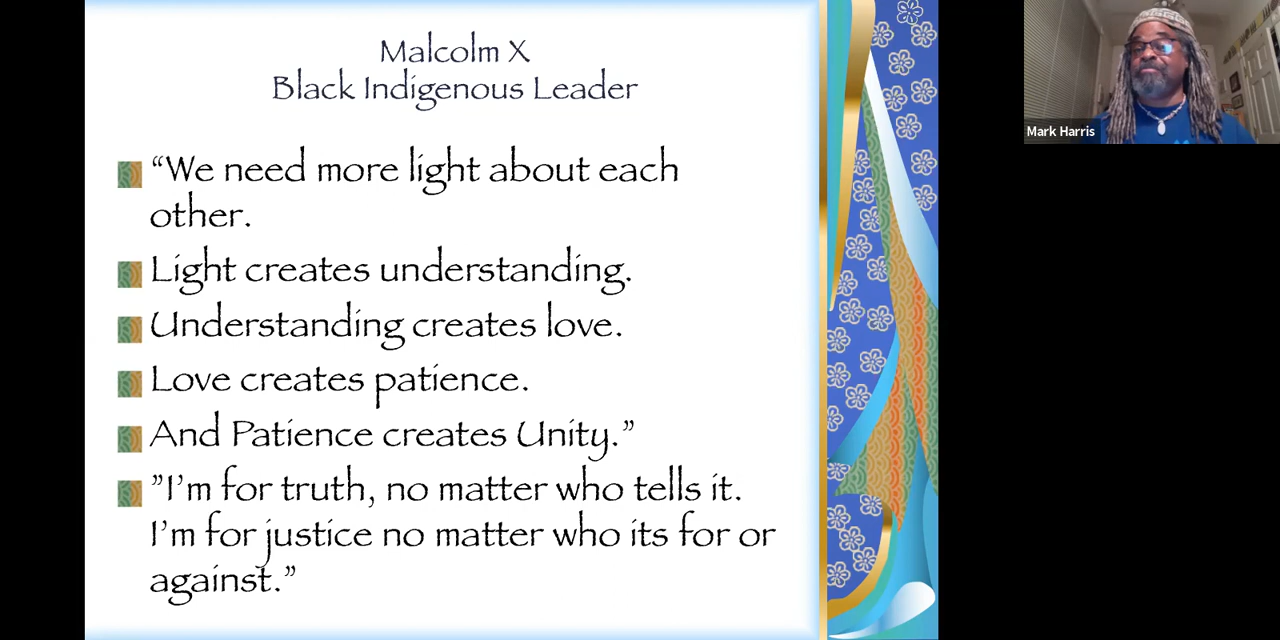 Malcolm X
Black Indigenous Leader
“We need more light about each
other.
Light creates understanding.
Understanding creates love.
Love creates patience.
And Patience creates Unity.”
”I’m for truth, no matter who tells it.
I’m for justice no matter who its for or
against.”
Mark Harris